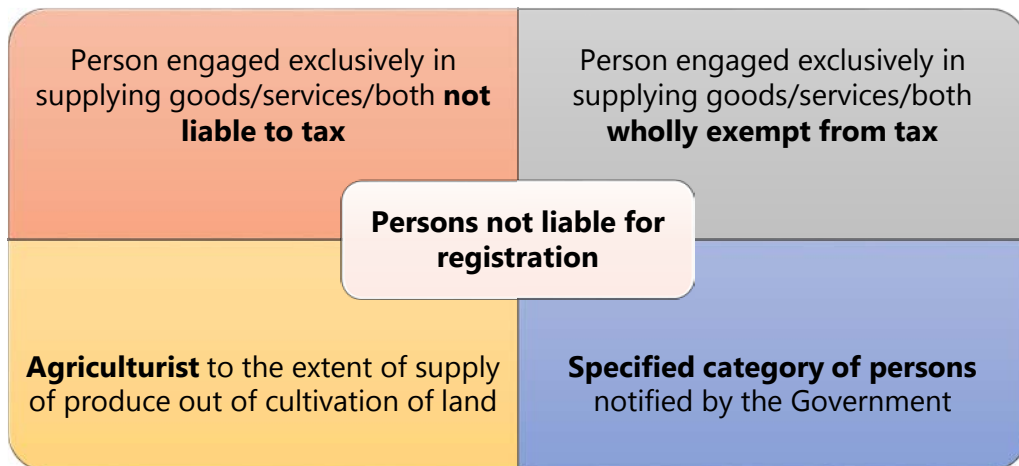 Person engaged exclusively in
supplying goods/services/both not
liable to tax
Person engaged exclusively in
supplying goods/services/both
wholly exempt from tax
Persons not liable for
registration
Agriculturist to the extent of supply
of produce out of cultivation of land
Specified category of persons
notified by the Government